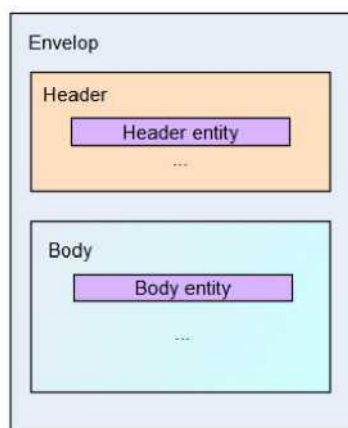 Envelop
Header
Header entity
...
Body
Body entity
...